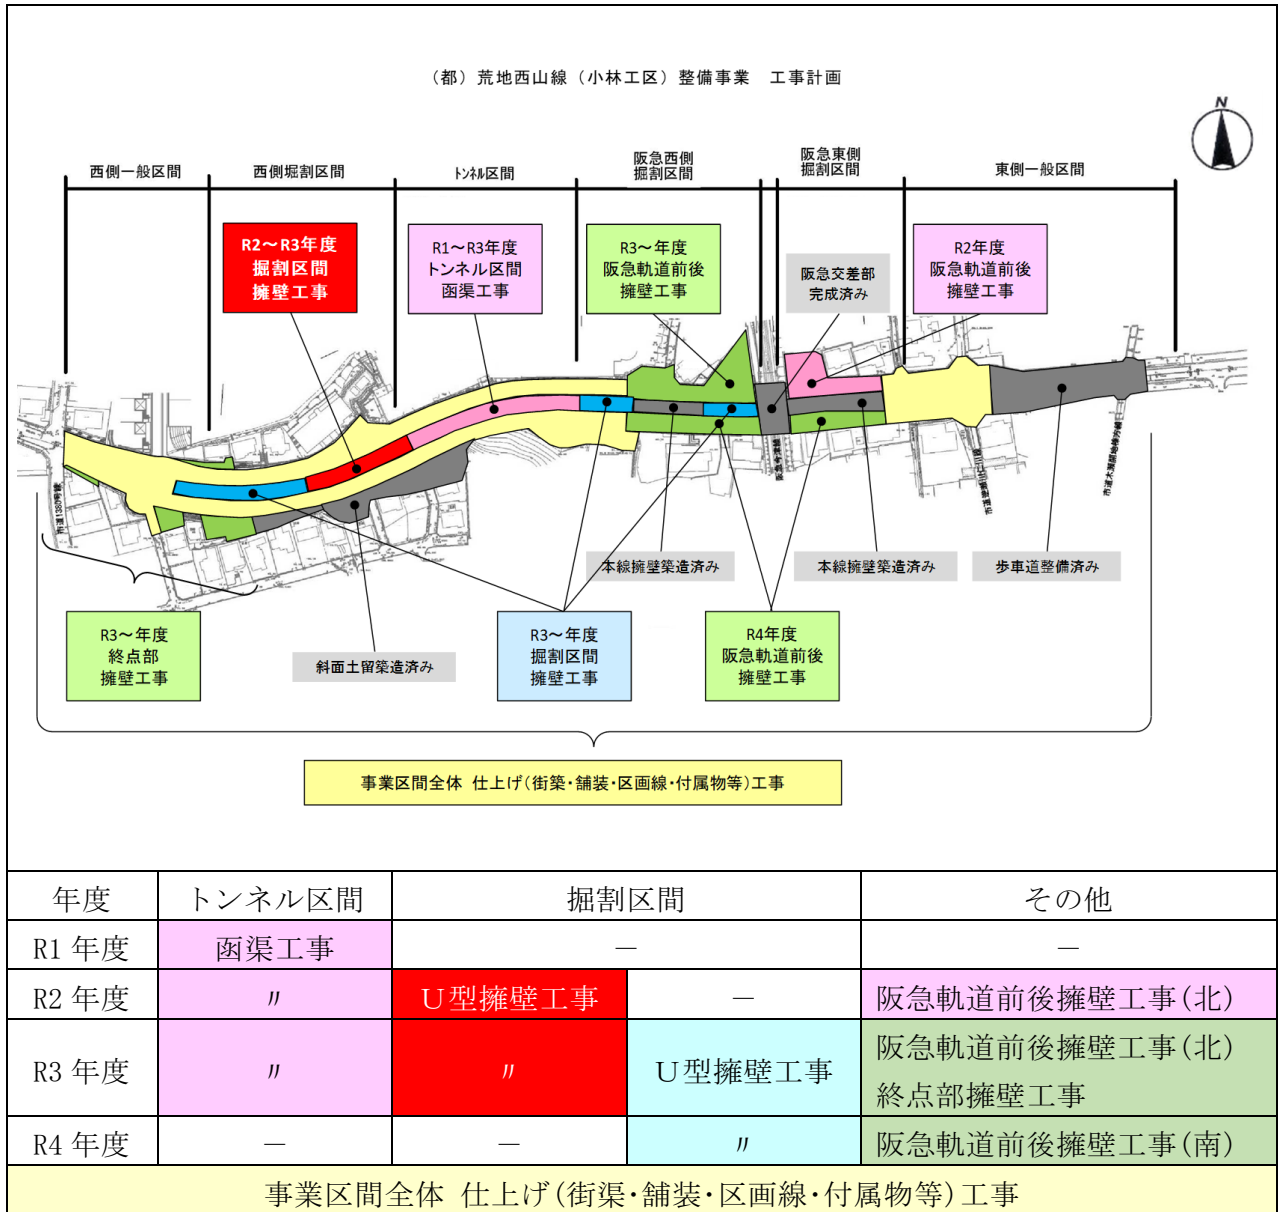 （都）荒地西山線（小林工区）整備事業　工事計画
N
西側一般区間
西側堀割区間
トンネル区間
阪急西側
掘割区間
阪急東側
掘割区間
東側一般区間
R2～R3年度
掘割区間
擁壁工事
R1～R3年度
トンネル区間
函渠工事
R3～年度
阪急軌道前後
擁壁工事
阪急交差部
完成済み
R2年度
阪急軌道前後
擁壁工事
市道1380号線
阪急今津線
本線擁壁築造済み
本線擁壁築造済み
歩車道整備済み
R3～年度
終点部
擁壁工事
斜面土留築造済み
R3～年度
掘割区間
擁壁工事
R4年度
阪急軌道前後
擁壁工事
事業区間全体 仕上げ(街築・舗装・区画線・付属物等)工事
年度 トンネル区間 掘割区間 その他
R1 年度 函渠工事 － －
R2 年度 〃 U型擁壁工事 － 阪急軌道前後擁壁工事(北)
R3 年度 〃 〃 U型擁壁工事 阪急軌道前後擁壁工事(北)
終点部擁壁工事
R4 年度 － － 〃 阪急軌道前後擁壁工事(南)
事業区間全体 仕上げ(街渠・舗装・区画線・付属物等)工事